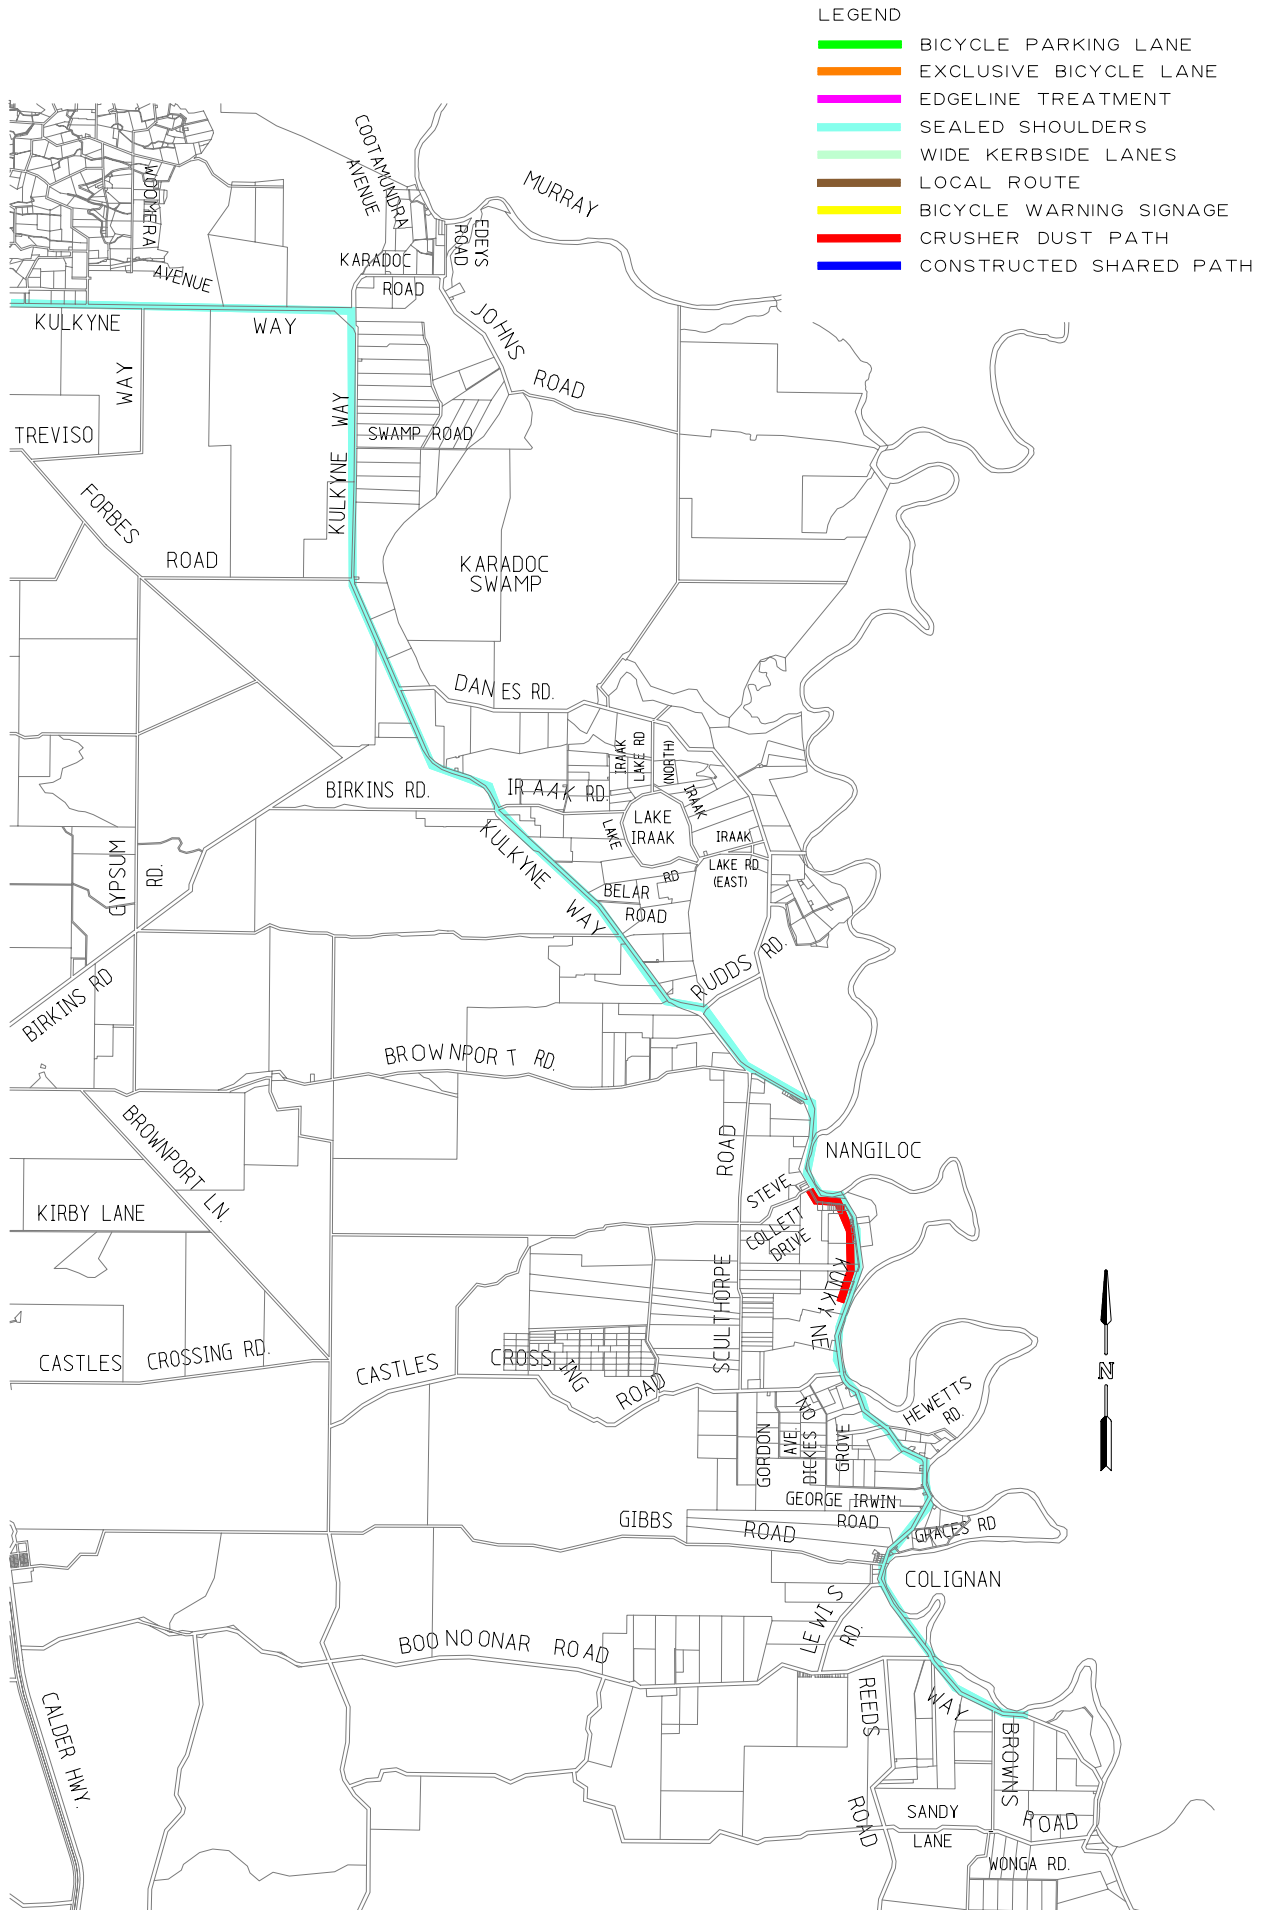 LEGEND
BICYCLE PARKING LANE
EXCLUSIVE BICYCLE LANE
EDGELINE TREATMENT
SEALED SHOULDERS
WIDE KERBSIDE LANES
LOCAL ROUTE
BICYCLE WARNING SIGNAGE
CRUSHER DUST PATH
CONSTRUCTED SHARED PATH
COOTAMUNDRA
AVENUE
MURRAY
WOOMERA
AVENUE
EDEYS
ROAD
KARADOC
ROAD
KULKYNE WAY
JOHNS
ROAD
WAY
TREVISO
KULKYNE WAY
SWAMP ROAD
FORBES
ROAD
KARADOC
SWAMP
DANES RD.
IRAAK
LAKE RD
(NORTH)
BIRKINS RD.
IRAAK RD.
IRAAK
LAKE
LAKE
IRAAK
IRAAK
LAKE RD
(EAST)
KULKYNE
WAY
GYPSUM
RD.
BELAR RD
ROAD
RUDDS RD.
BIRKINS RD
BROWNPORT RD.
BROWNPORT LN.
ROAD
NANGILOC
STEVE
COLLETT
DRIVE
KIRBY LANE
SCULTHORPE
KULKYNE
CASTLES CROSSING RD.
CASTLES
CROSSING
ROAD
N
HEWETTS
RD.
GORDON
AVE.
DICKES
NO
GROVE
GEORGE IRWIN
ROAD
GIBBS
ROAD
GRACES RD
COLIGNAN
LEWIS
RD.
BOONOONAR ROAD
CALDER HWY.
REEDS
WAY
BROWNS
ROAD
SANDY
LANE
ROAD
WONGA RD.